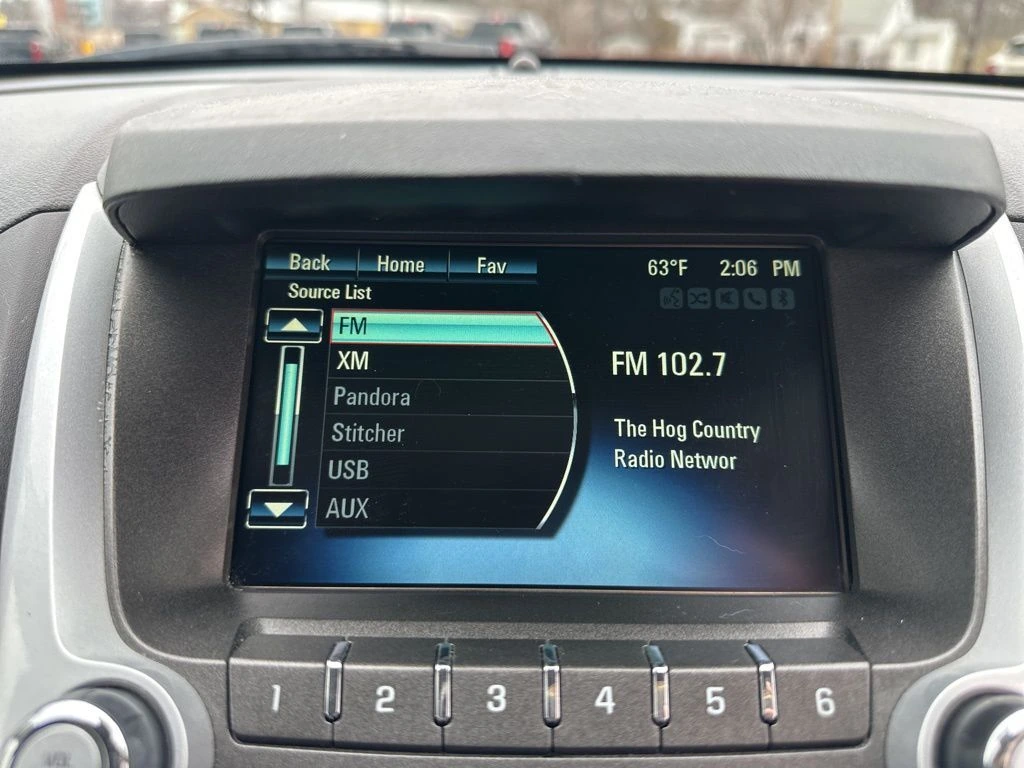 Back Home Fav 63°F 2:06 PM
Source List
FM
XM
Pandora
Stitcher
USB
AUX
FM 102.7
The Hog Country
Radio Networ
1 2 3 4 5 6